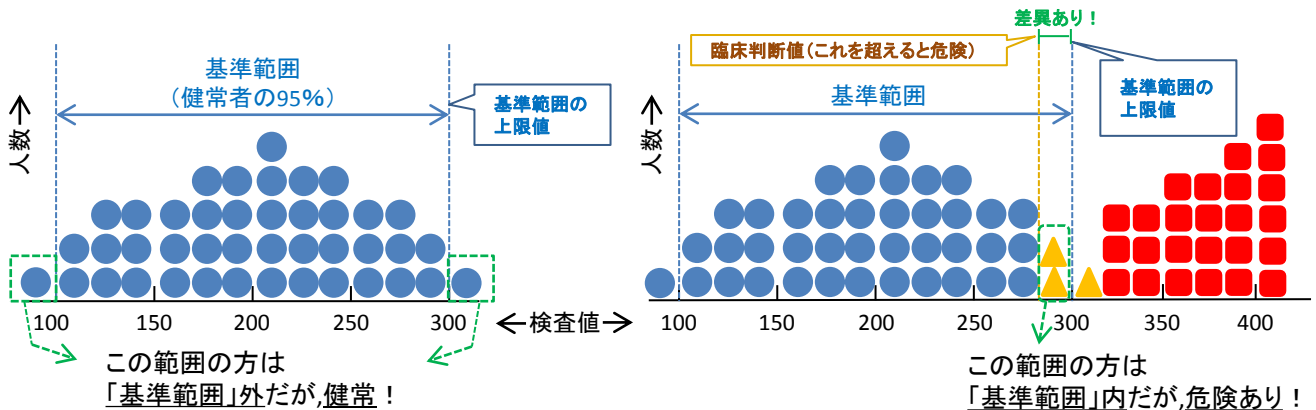 基準範囲
(健常者の95%)
基準範囲の
上限値
人数
100 150 200 250 300
←検査値→
この範囲の方は
「基準範囲」外だが,健常！
差異あり！
臨床判断値(これを超えると危険)
基準範囲
基準範囲の
上限値
人数
100 150 200 250 300 350 400
この範囲の方は
「基準範囲」内だが,危険あり！